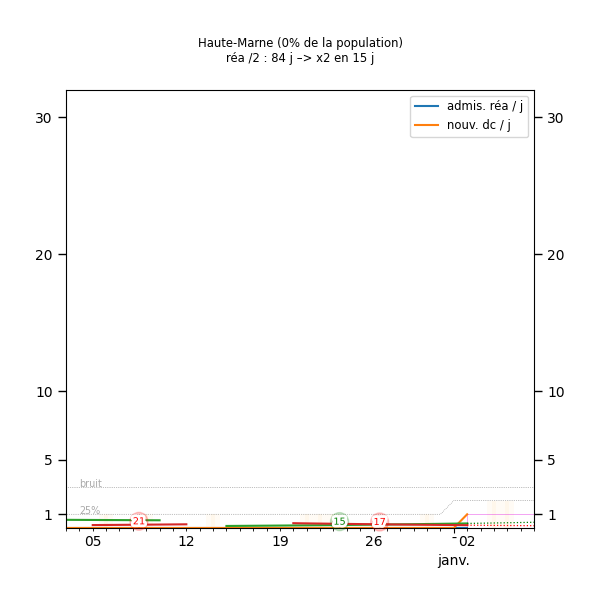 Haute-Marne (0% de la population)
réa /2 : 84 j –> x2 en 15 j
admis. réa / j
nouv. dc / j
30 30
20 20
10 10
5 5
bruit
25%
1 21 15 17 1
05 12 19 26 02
janv.